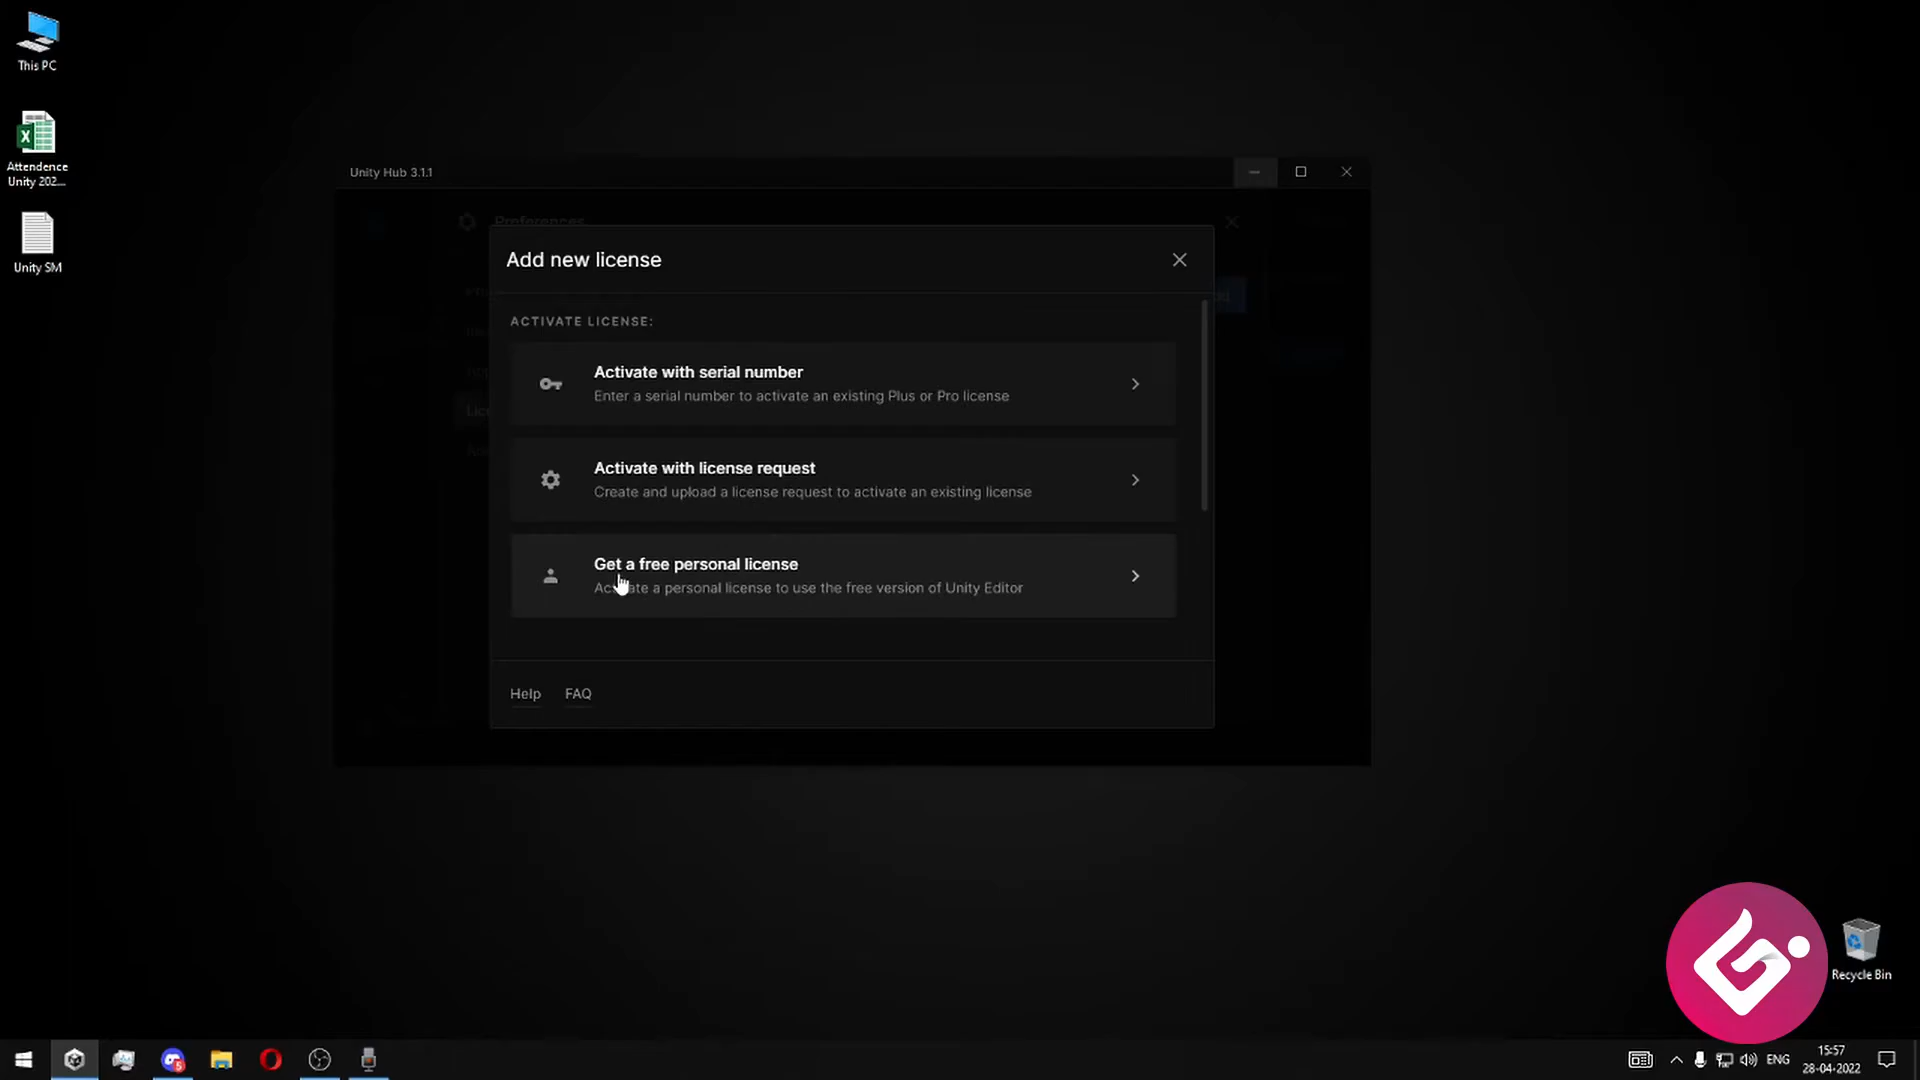 This PC
Attendence
Unity 202...
Unity SM
Unity Hub 3.1.1
Preferences
Add new license
ACTIVATE LICENSE:
Activate with serial number
Enter a serial number to activate an existing Plus or Pro license
Activate with license request
Create and upload a license request to activate an existing license
Get a free personal license
a personal license to use the free version of Unity Editor
Help FAQ
Recycle Bin
5
ENG
15:57
28-04-2022